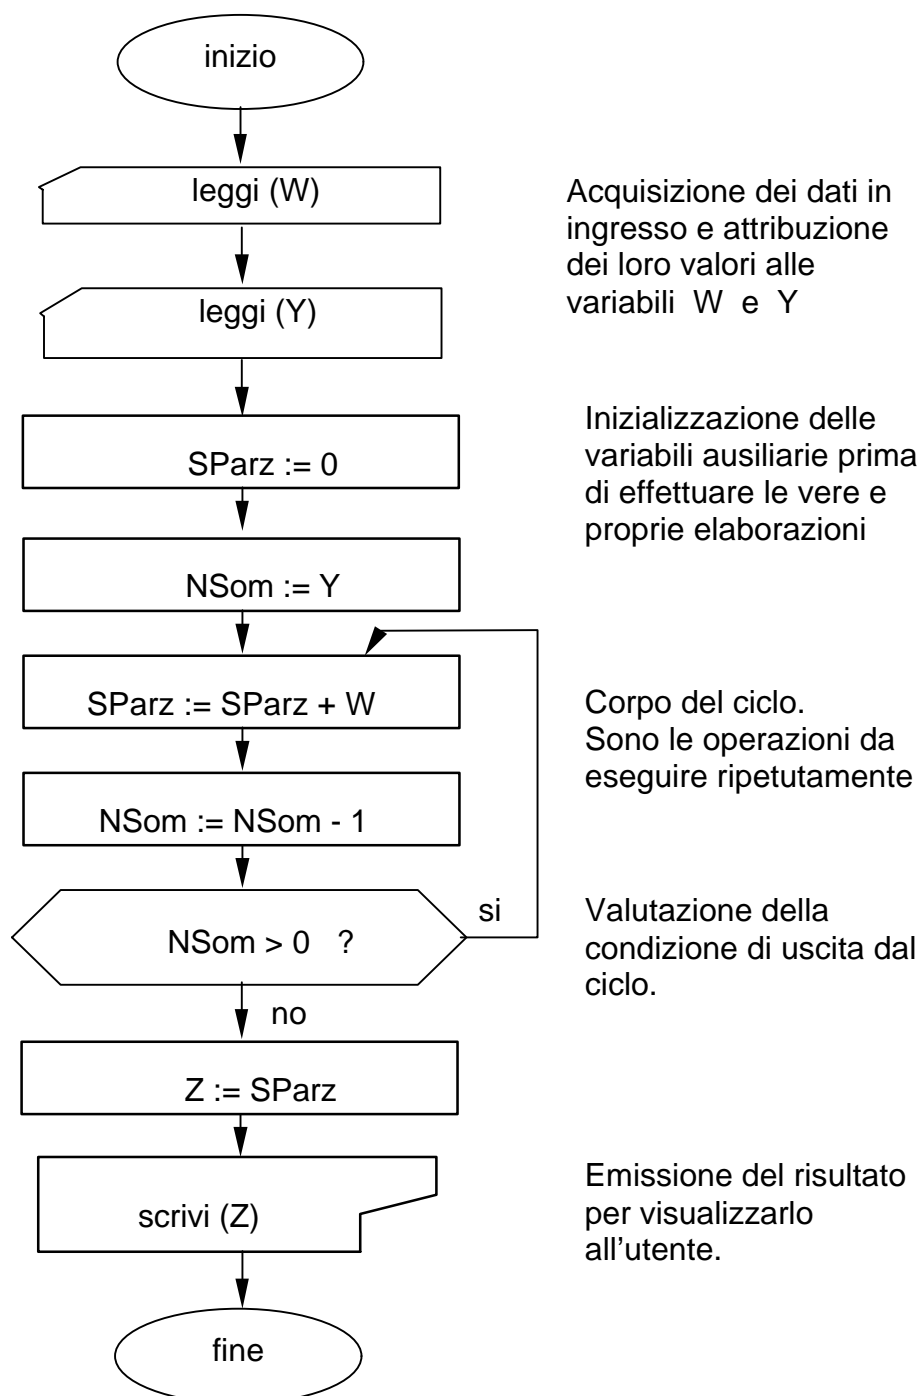 inizio
leggi (W)
Acquisizione dei dati in
ingresso e attribuzione
dei loro valori alle
variabili W e Y
leggi (Y)
SParz := 0
Inizializzazione delle
variabili ausiliarie prima
di effettuare le vere e
proprie elaborazioni
NSom := Y
SParz := SParz + W
Corpo del ciclo.
Sono le operazioni da
eseguire ripetutamente
NSom := NSom - 1
NSom > 0 ?
si
Valutazione della
condizione di uscita dal
ciclo.
no
Z := SParz
scrivi (Z)
Emissione del risultato
per visualizzarlo
all’utente.
fine